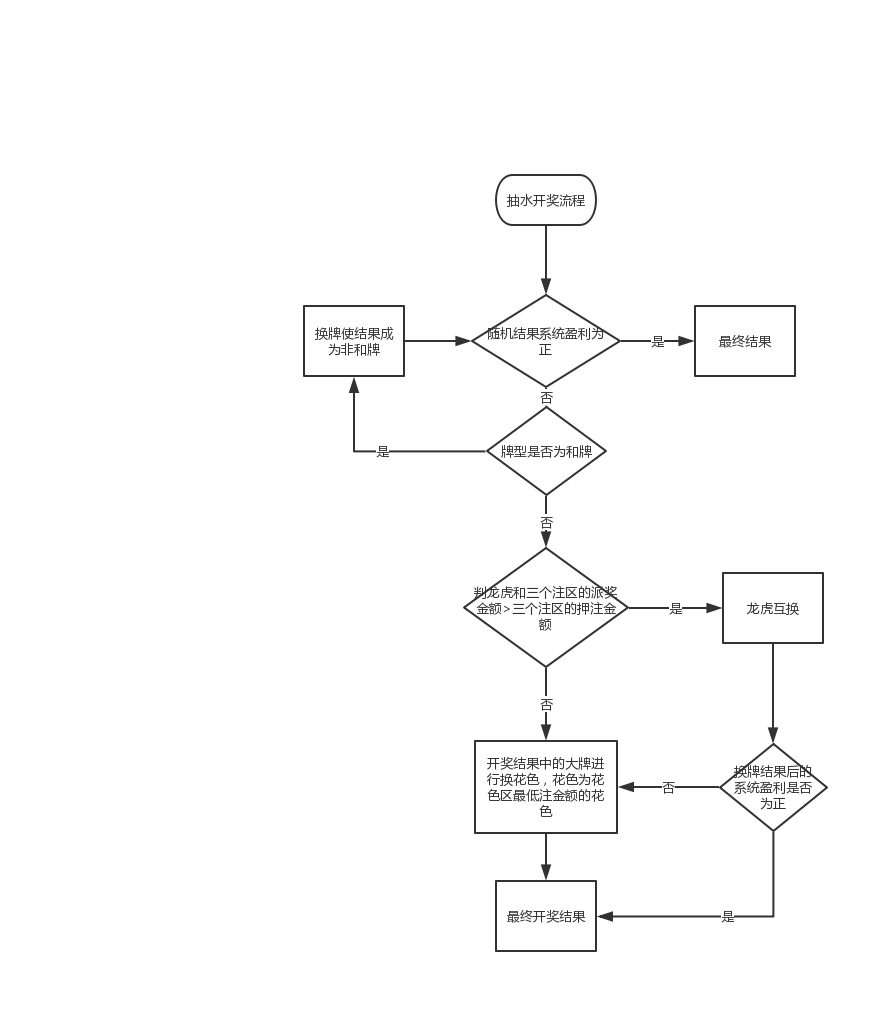 抽水开奖流程
换牌使结果成
为非和牌
随机结果系统盈利为
正
是
最终结果
否
是
牌型是否为和牌
否
判龙虎和三个注区的派奖
金额>三个注区的押注金
额
是
龙虎互换
否
开奖结果中的大牌进
行换花色，花色为花
色区最低注金额的花
色
否
换牌结果后的
系统盈利是否
为正
最终开奖结果
是